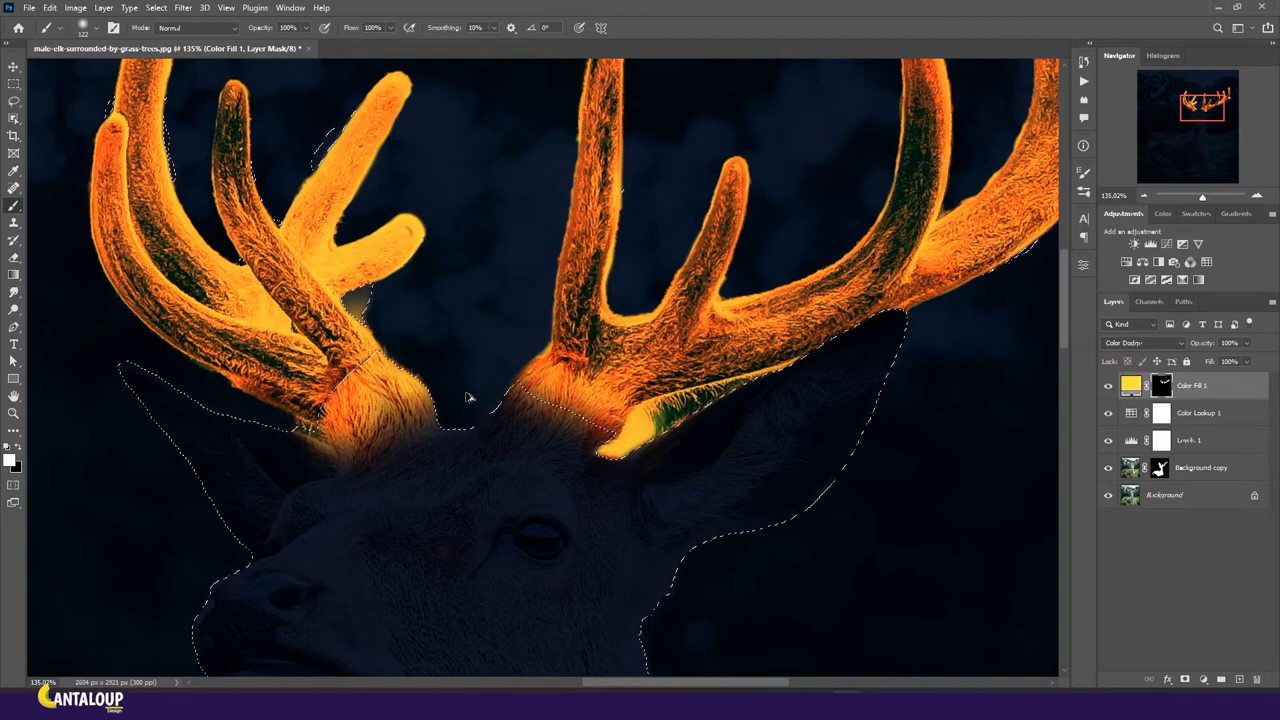 Ps File Edit Image Layer Type Select Filter 3D View Plugins Window Help
122 Mode: Normal Opacity: 100% Flow: 100% Smoothing: 10% 0°
male-elk-surrounded-by-grass-trees.jpg @ 135% (Color Fill 1, Layer Mask/8) * ×
Navigator Histogram
135.02%
Adjustments Color Swatches Gradients
Add an adjustment
Layers Channels Paths
Kind
Color Dodge Opacity: 100%
Lock: Fill: 100%
Color Fill 1
Color Lookup 1
Levels 1
Background copy
Background
135.02% 2604 px x 2921 px (300 ppi)
CANTALOUP
Design